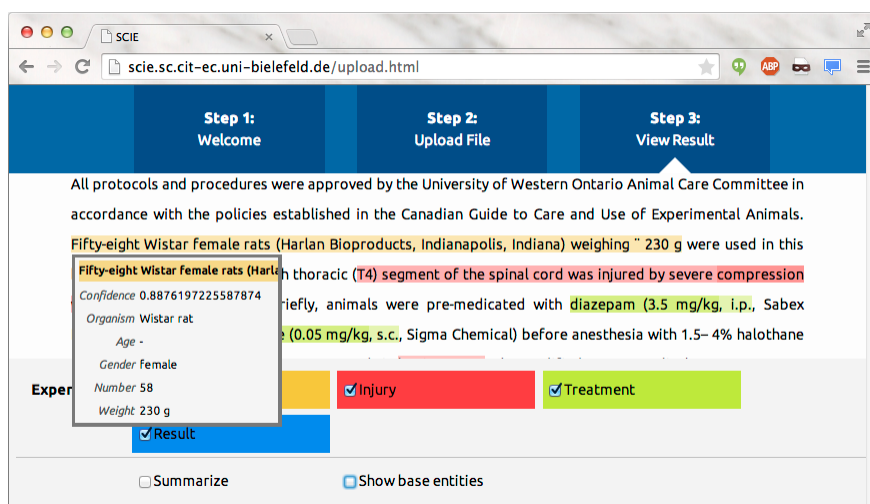 SCIE
scie.sc.cit-ec.uni-bielefeld.de/upload.html
ABP
Step 1:
Welcome
Step 2:
Upload File
Step 3:
View Result
All protocols and procedures were approved by the University of Western Ontario Animal Care Committee in
accordance with the policies established in the Canadian Guide to Care and Use of Experimental Animals.
Fifty-eight Wistar female rats (Harlan Bioproducts, Indianapolis, Indiana) weighing ¨ 230 g were used in this
h thoracic (T4) segment of the spinal cord was injured by severe compression
riefly, animals were pre-medicated with diazepam (3.5 mg/kg, i.p., Sabex
(0.05 mg/kg, s.c., Sigma Chemical) before anesthesia with 1.5– 4% halothane
Fifty-eight Wistar female rats (Harla
Confidence 0.8876197225587874
Organism Wistar rat
Age -
Gender female
Number 58
Weight 230 g
Exper
Injury
Treatment
Result
Summarize
Show base entities